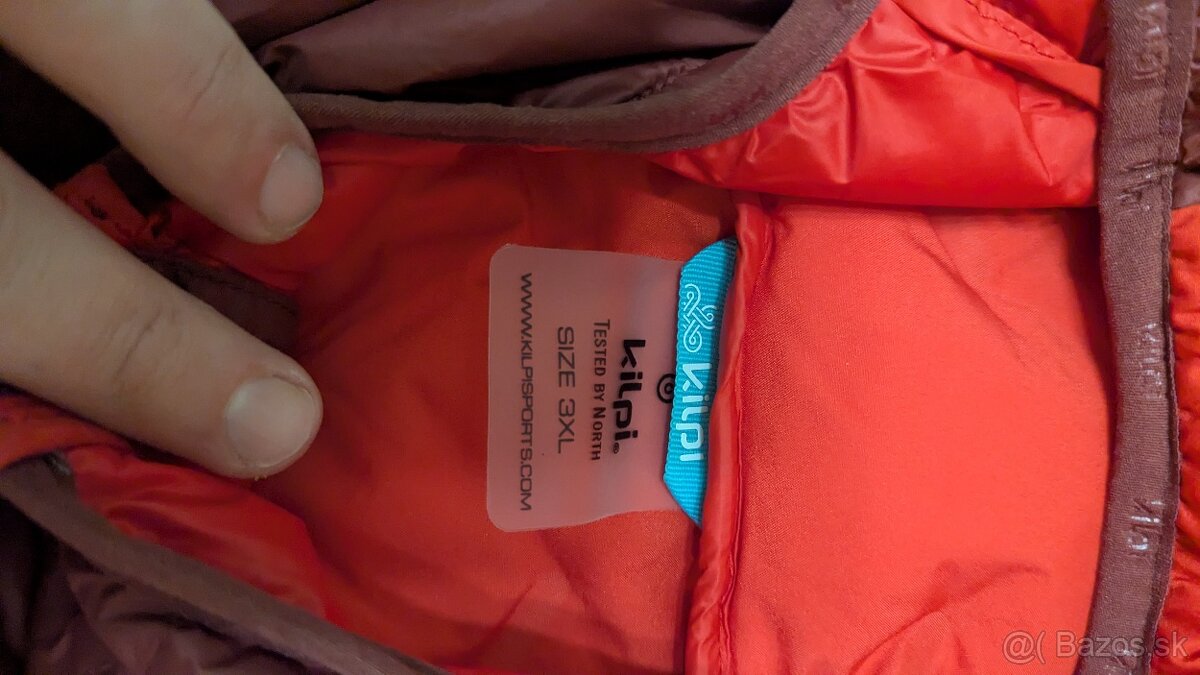 kilpi
kilpi®
TESTED BY NORTH
SIZE 3XL
WWW.KILPISPORTS.COM
@( Bazos.sk